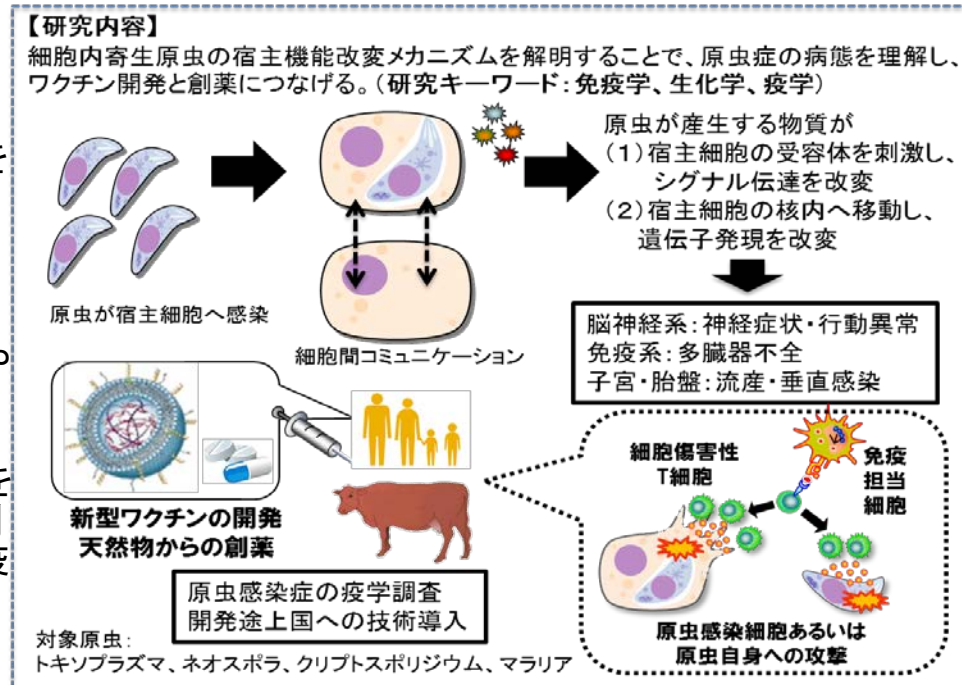 【研究内容】
細胞内寄生原虫の宿主機能改変メカニズムを解明することで、原虫症の病態を理解し、
ワクチン開発と創薬につなげる。（研究キーワード：免疫学、生化学、疫学）
原虫が宿主細胞へ感染
細胞間コミュニケーション
原虫が産生する物質が
（１）宿主細胞の受容体を刺激し、
シグナル伝達を改変
（２）宿主細胞の核内へ移動し、
遺伝子発現を改変
脳神経系：神経症状・行動異常
免疫系：多臓器不全
子宮・胎盤：流産・垂直感染
細胞傷害性
T細胞
免疫
担当
細胞
原虫感染細胞あるいは
原虫自身への攻撃
新型ワクチンの開発
天然物からの創薬
原虫感染症の疫学調査
開発途上国への技術導入
対象原虫：
トキソプラズマ、ネオスポラ、クリプトスポリジウム、マラリア